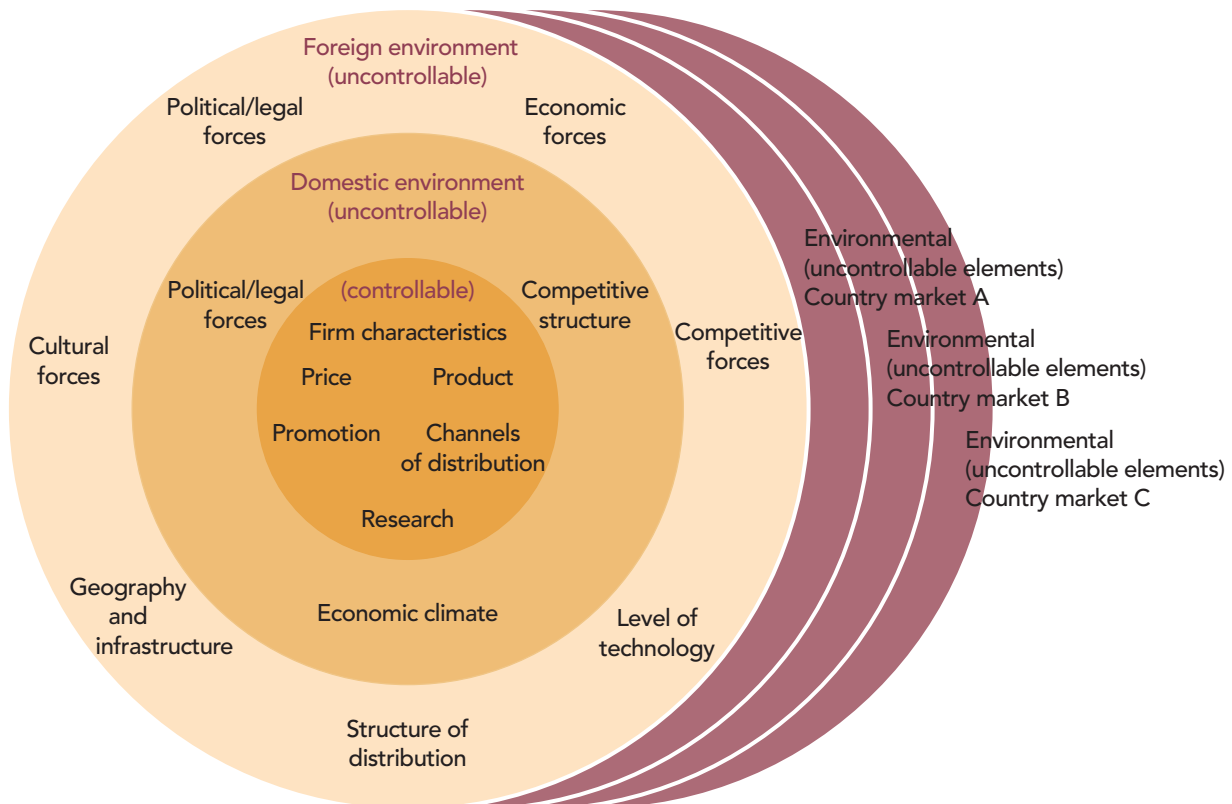 Foreign environment
(uncontrollable)
Political/legal
forces
Economic
forces
Domestic environment
(uncontrollable)
Political/legal
forces
(controllable)
Competitive
structure
Firm characteristics
Cultural
forces
Competitive
forces
Price
Product
Promotion
Channels
of distribution
Research
Geography
and
infrastructure
Economic climate
Level of
technology
Structure of
distribution
Environmental
(uncontrollable elements)
Country market A
Environmental
(uncontrollable elements)
Country market B
Environmental
(uncontrollable elements)
Country market C